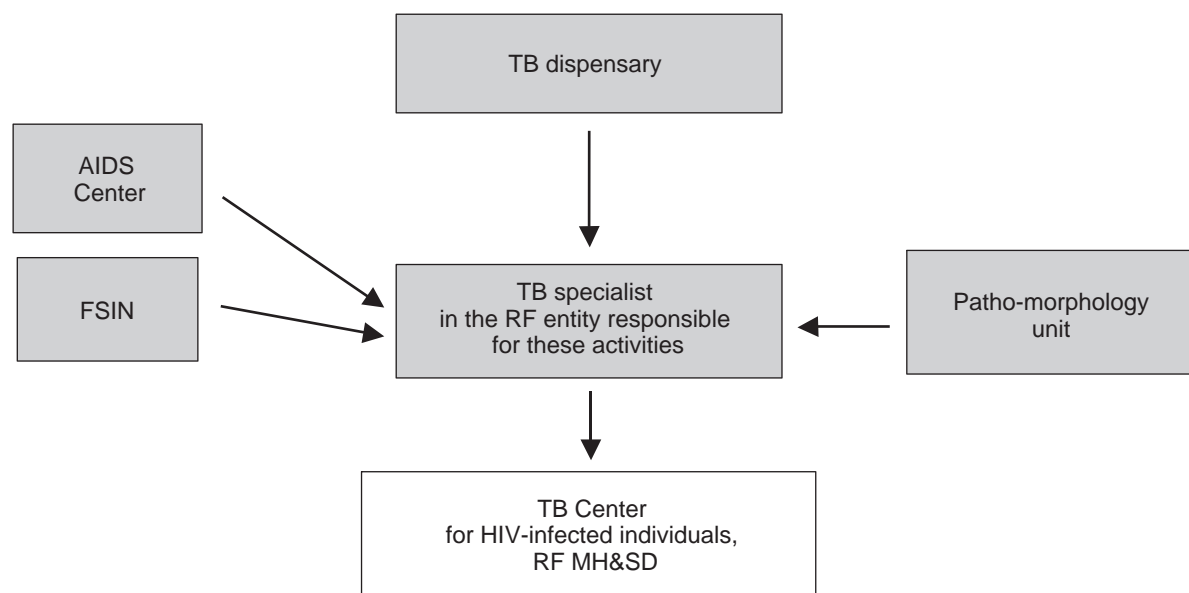 TB dispensary
AIDS
Center
FSIN
TB specialist
in the RF entity responsible
for these activities
Patho-morphology
unit
TB Center
for HIV-infected individuals,
RF MH&SD